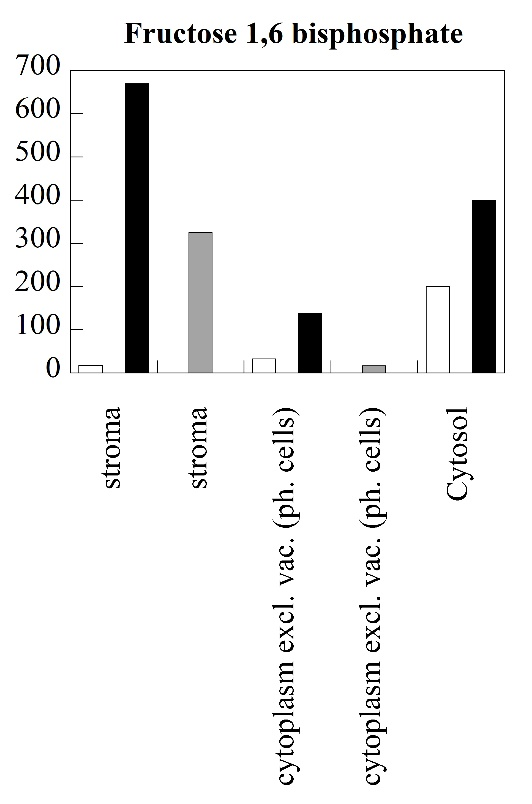 Fructose 1,6 bisphosphate
700
600
500
400
300
200
100
0
stroma
stroma
cytoplasm excl. vac. (ph. cells)
cytoplasm excl. vac. (ph. cells)
Cytosol